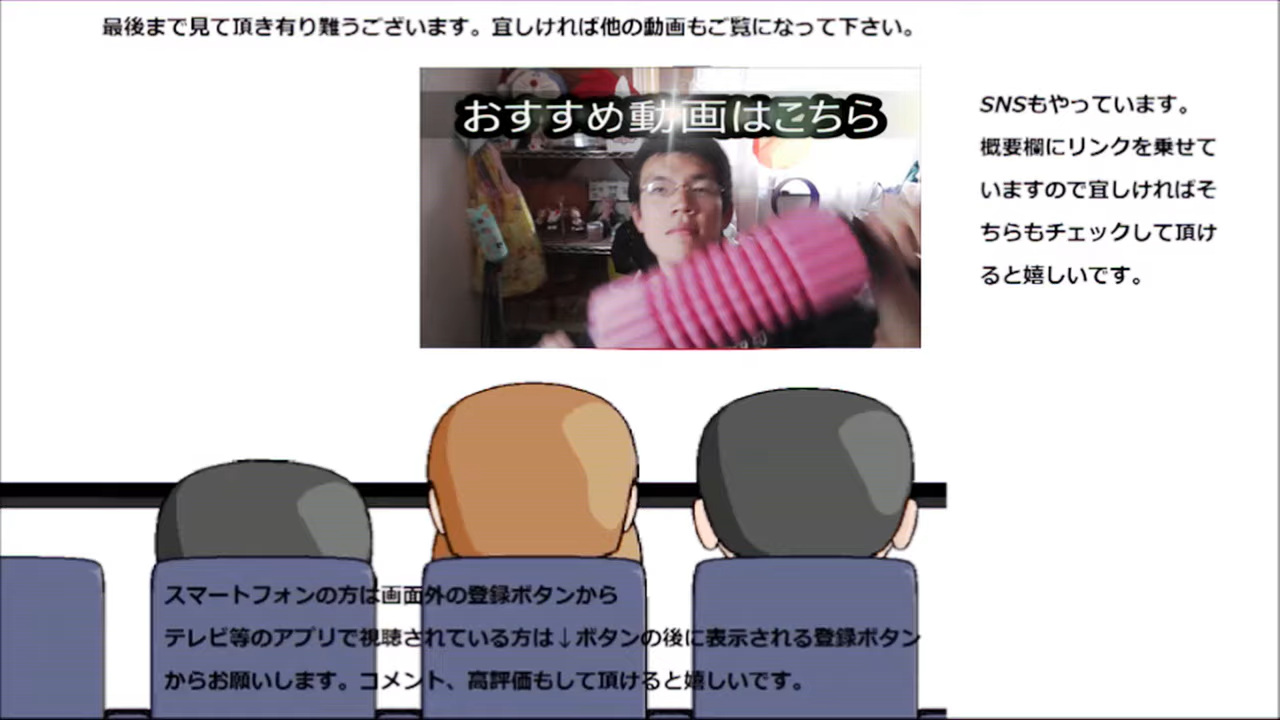 最後まで見て頂き有り難うございます。宜しければ他の動画もご覧になって下さい。
おすすめ動画はこちら
SNSもやっています。
概要欄にリンクを乗せて
いますので宜しければそ
ちらもチェックして頂け
ると嬉しいです。
スマートフォンの方は画面外の登録ボタンから
テレビ等のアプリで視聴されている方は↓ボタンの後に表示される登録ボタン
からお願いします。コメント、高評価もして頂けると嬉しいです。